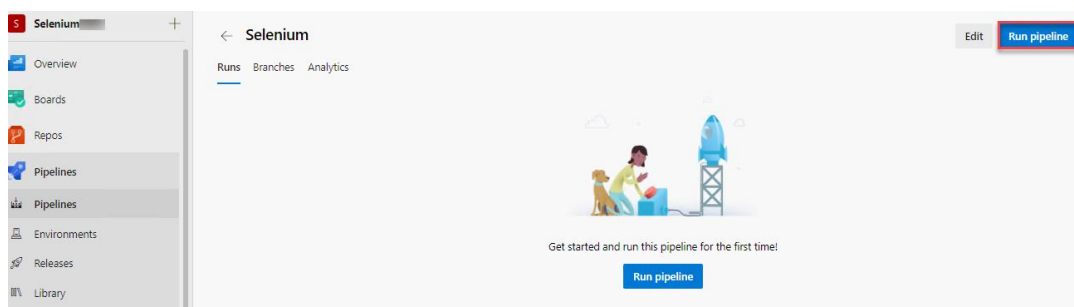 S Selenium +
Overview
Boards
Repos
Pipelines
Pipelines
Environments
Releases
Library
← Selenium
Edit Run pipeline
Runs Branches Analytics
Get started and run this pipeline for the first time!
Run pipeline